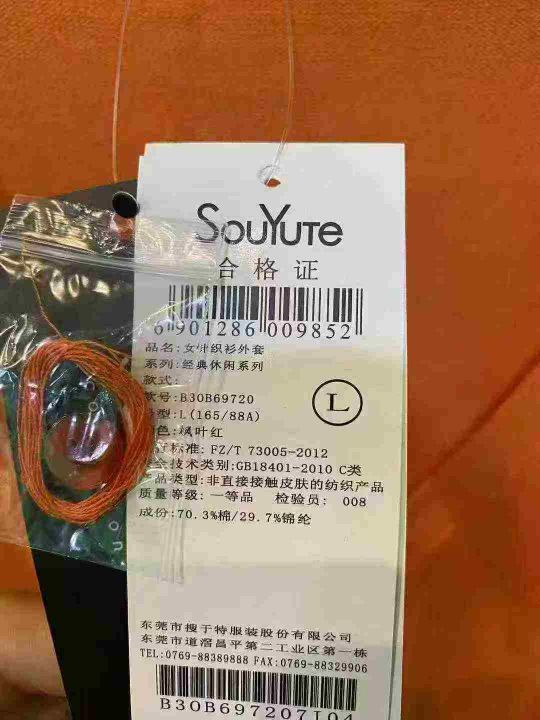 SouYute
合格证
6 901286 009852
品名:女时织衫外套
系列:经典休闲系列
款式:
款号:B30B69720
L
型:L(165/88A)
色:枫叶红
标准: FZ/T 73005-2012
技术类别:GB18401-2010 C类
品类型:非直接接触皮肤的纺织产品
质量等级:一等品 检验员: 008
成份:70.3%棉/29.7%锦纶
东莞市搜于特服装股份有限公司
东莞市道滘昌平第二工业区第一栋
TEL:0769-88389888 FAX:0769-88329906
B30B69720